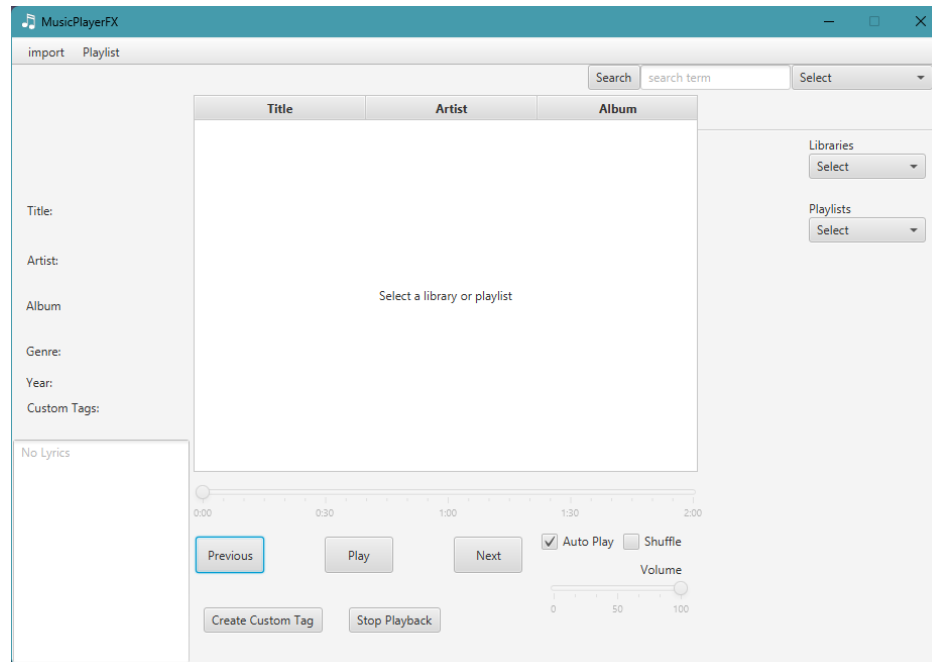 MusicPlayerFX
import Playlist
Search search term Select
Title Artist Album
Libraries
Select
Title:
Playlists
Select
Artist:
Select a library or playlist
Album
Genre:
Year:
Custom Tags:
No Lyrics
0:00 0:30 1:00 1:30 2:00
Previous Play Next Auto Play Shuffle
Volume
0 50 100
Create Custom Tag Stop Playback